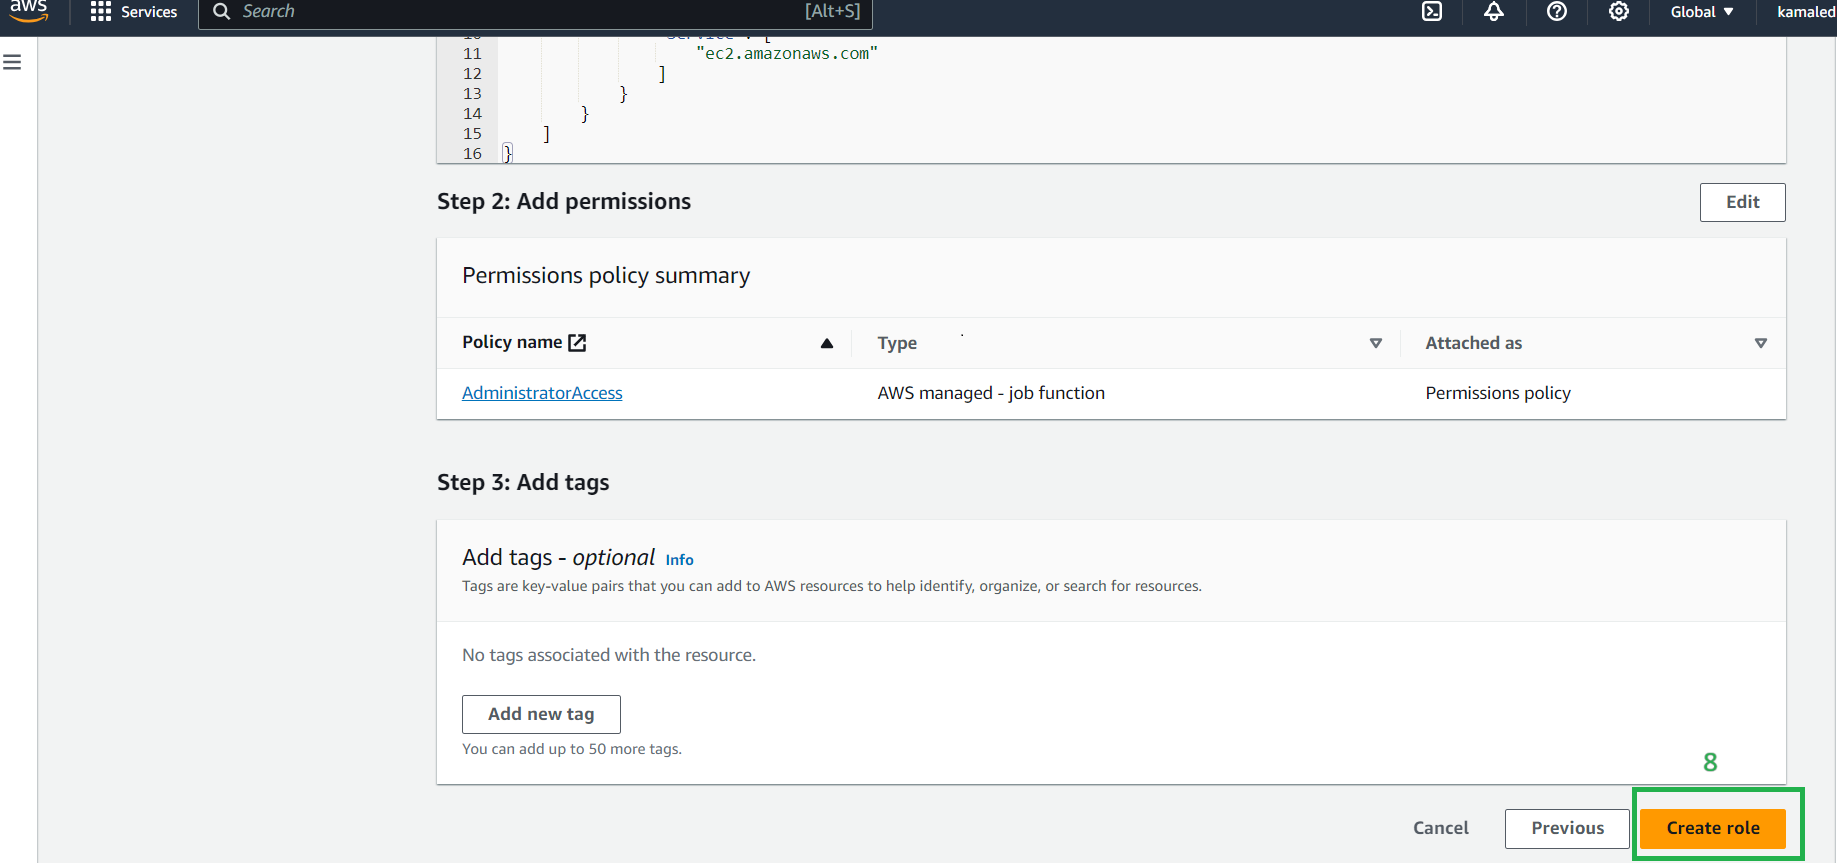 aws Services Search [Alt+S] Global kamaled
11 "ec2.amazonaws.com"
12 ]
13 }
14 }
15 ]
16 }
Step 2: Add permissions Edit
Permissions policy summary
Policy name Type Attached as
AdministratorAccess AWS managed - job function Permissions policy
Step 3: Add tags
Add tags - optional Info
Tags are key-value pairs that you can add to AWS resources to help identify, organize, or search for resources.
No tags associated with the resource.
Add new tag
You can add up to 50 more tags.
8
Cancel Previous Create role